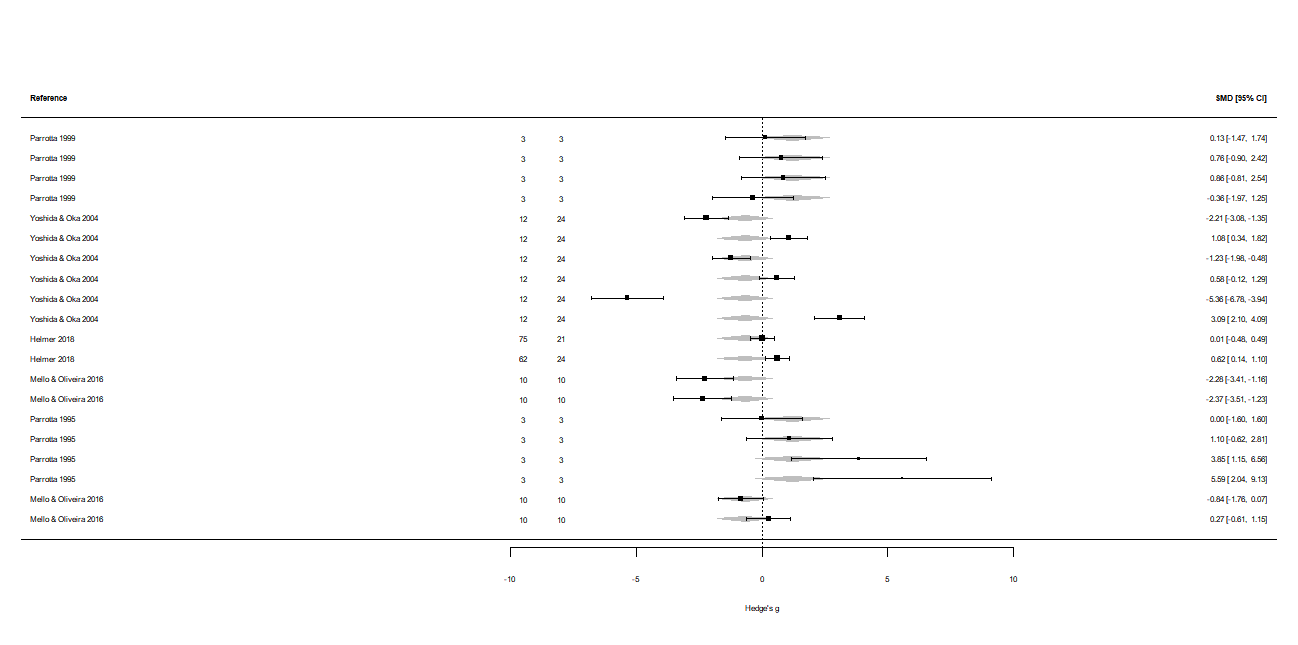 Reference SMD [95% CI]
Parrotta 1999 3 3 0.13 [-1.47, 1.74]
Parrotta 1999 3 3 0.76 [-0.90, 2.42]
Parrotta 1999 3 3 0.86 [-0.81, 2.54]
Parrotta 1999 3 3 -0.36 [-1.97, 1.25]
Yoshida & Oka 2004 12 24 -2.21 [-3.08, -1.35]
Yoshida & Oka 2004 12 24 1.08 [ 0.34, 1.82]
Yoshida & Oka 2004 12 24 -1.23 [-1.98, -0.48]
Yoshida & Oka 2004 12 24 0.58 [-0.12, 1.29]
Yoshida & Oka 2004 12 24 -5.36 [-6.78, -3.94]
Yoshida & Oka 2004 12 24 3.09 [ 2.10, 4.09]
Helmer 2018 75 21 0.01 [-0.48, 0.49]
Helmer 2018 62 24 0.62 [ 0.14, 1.10]
Mello & Oliveira 2016 10 10 -2.28 [-3.41, -1.16]
Mello & Oliveira 2016 10 10 -2.37 [-3.51, -1.23]
Parrotta 1995 3 3 0.00 [-1.60, 1.60]
Parrotta 1995 3 3 1.10 [-0.62, 2.81]
Parrotta 1995 3 3 3.85 [ 1.15, 6.56]
Parrotta 1995 3 3 5.59 [ 2.04, 9.13]
Mello & Oliveira 2016 10 10 -0.84 [-1.76, 0.07]
Mello & Oliveira 2016 10 10 0.27 [-0.61, 1.15]
-10 -5 0 5 10
Hedge's g